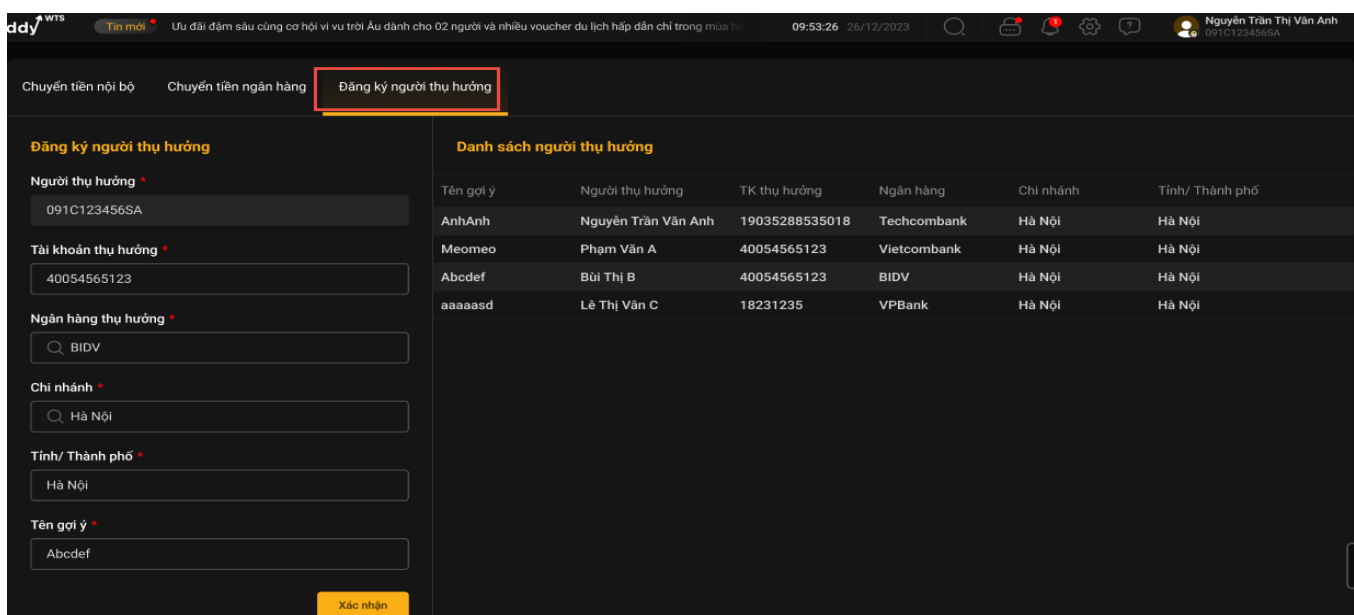 ddy WTS Tin mới Ưu đãi đậm sâu cùng cơ hội vi vu trời Âu dành cho 02 người và nhiều voucher du lịch hấp dẫn chỉ trong mùa hè 09:53:26 26/12/2023 1 ? Nguyễn Trần Thị Vân Anh
091C123456SA
Chuyển tiền nội bộ Chuyển tiền ngân hàng Đăng ký người thụ hưởng
Đăng ký người thụ hưởng
Người thụ hưởng *
091C123456SA
Tài khoản thụ hưởng *
40054565123
Ngân hàng thụ hưởng *
BIDV
Chi nhánh *
Hà Nội
Tỉnh/ Thành phố *
Hà Nội
Tên gợi ý *
Abcdef
Xác nhận
Danh sách người thụ hưởng
Tên gợi ý Người thụ hưởng TK thụ hưởng Ngân hàng Chi nhánh Tỉnh/ Thành phố
AnhAnh Nguyễn Trần Văn Anh 19035288535018 Techcombank Hà Nội Hà Nội
Meomeo Phạm Văn A 40054565123 Vietcombank Hà Nội Hà Nội
Abcdef Bùi Thị B 40054565123 BIDV Hà Nội Hà Nội
aaaaasd Lê Thị Vân C 18231235 VPBank Hà Nội Hà Nội